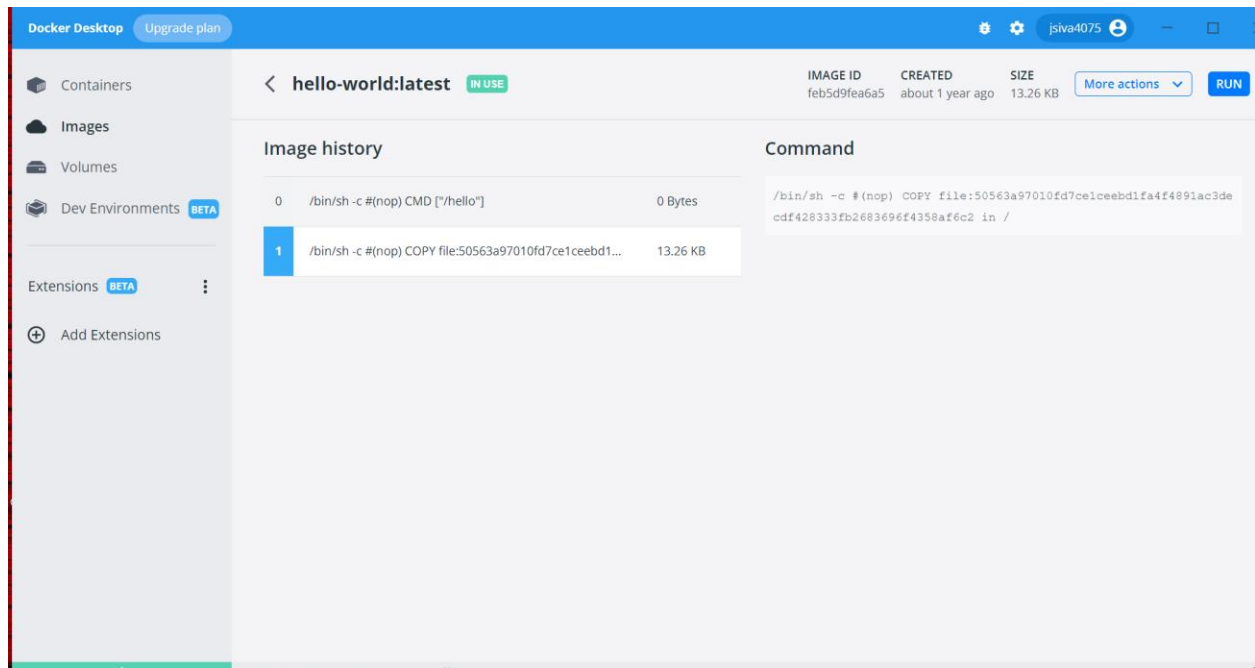 Docker Desktop Upgrade plan jsiva4075
Containers
Images
Volumes
Dev Environments BETA
Extensions BETA
Add Extensions
hello-world:latest IN USE
IMAGE ID CREATED SIZE
feb5d9fea6a5 about 1 year ago 13.26 KB
More actions RUN
Image history
0 /bin/sh -c #(nop) CMD ["/hello"] 0 Bytes
1 /bin/sh -c #(nop) COPY file:50563a97010fd7ce1ceebd1... 13.26 KB
Command
/bin/sh -c #(nop) COPY file:50563a97010fd7ce1ceebd1fa4f4891ac3de
cdf428333fb2683696f4358af6c2 in /